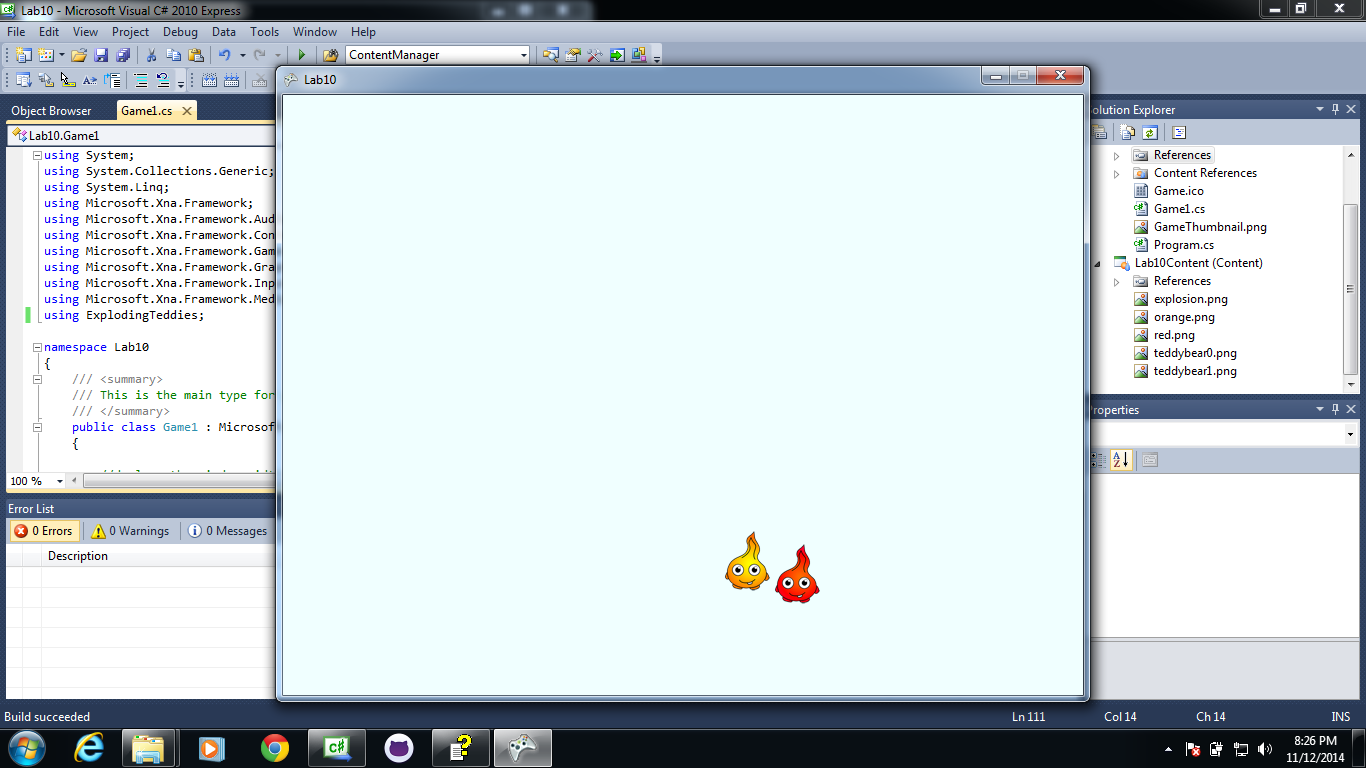 Lab10 - Microsoft Visual C# 2010 Express
File Edit View Project Debug Data Tools Window Help
ContentManager
Lab10
Object Browser
Game1.cs
Lab10.Game1
using System;
using System.Collections.Generic;
using System.Linq;
using Microsoft.Xna.Framework;
using Microsoft.Xna.Framework.Aud
using Microsoft.Xna.Framework.Con
using Microsoft.Xna.Framework.Gam
using Microsoft.Xna.Framework.Gra
using Microsoft.Xna.Framework.Inp
using Microsoft.Xna.Framework.Med
using ExplodingTeddies;
namespace Lab10
{
/// <summary>
/// This is the main type for
/// </summary>
public class Game1 : Microsof
{
100 %
Error List
0 Errors
0 Warnings
0 Messages
Description
olution Explorer
References
Content References
Game.ico
Game1.cs
GameThumbnail.png
Program.cs
Lab10Content (Content)
References
explosion.png
orange.png
red.png
teddybear0.png
teddybear1.png
roperties
Build succeeded
Ln 111
Col 14
Ch 14
INS
8:26 PM
11/12/2014